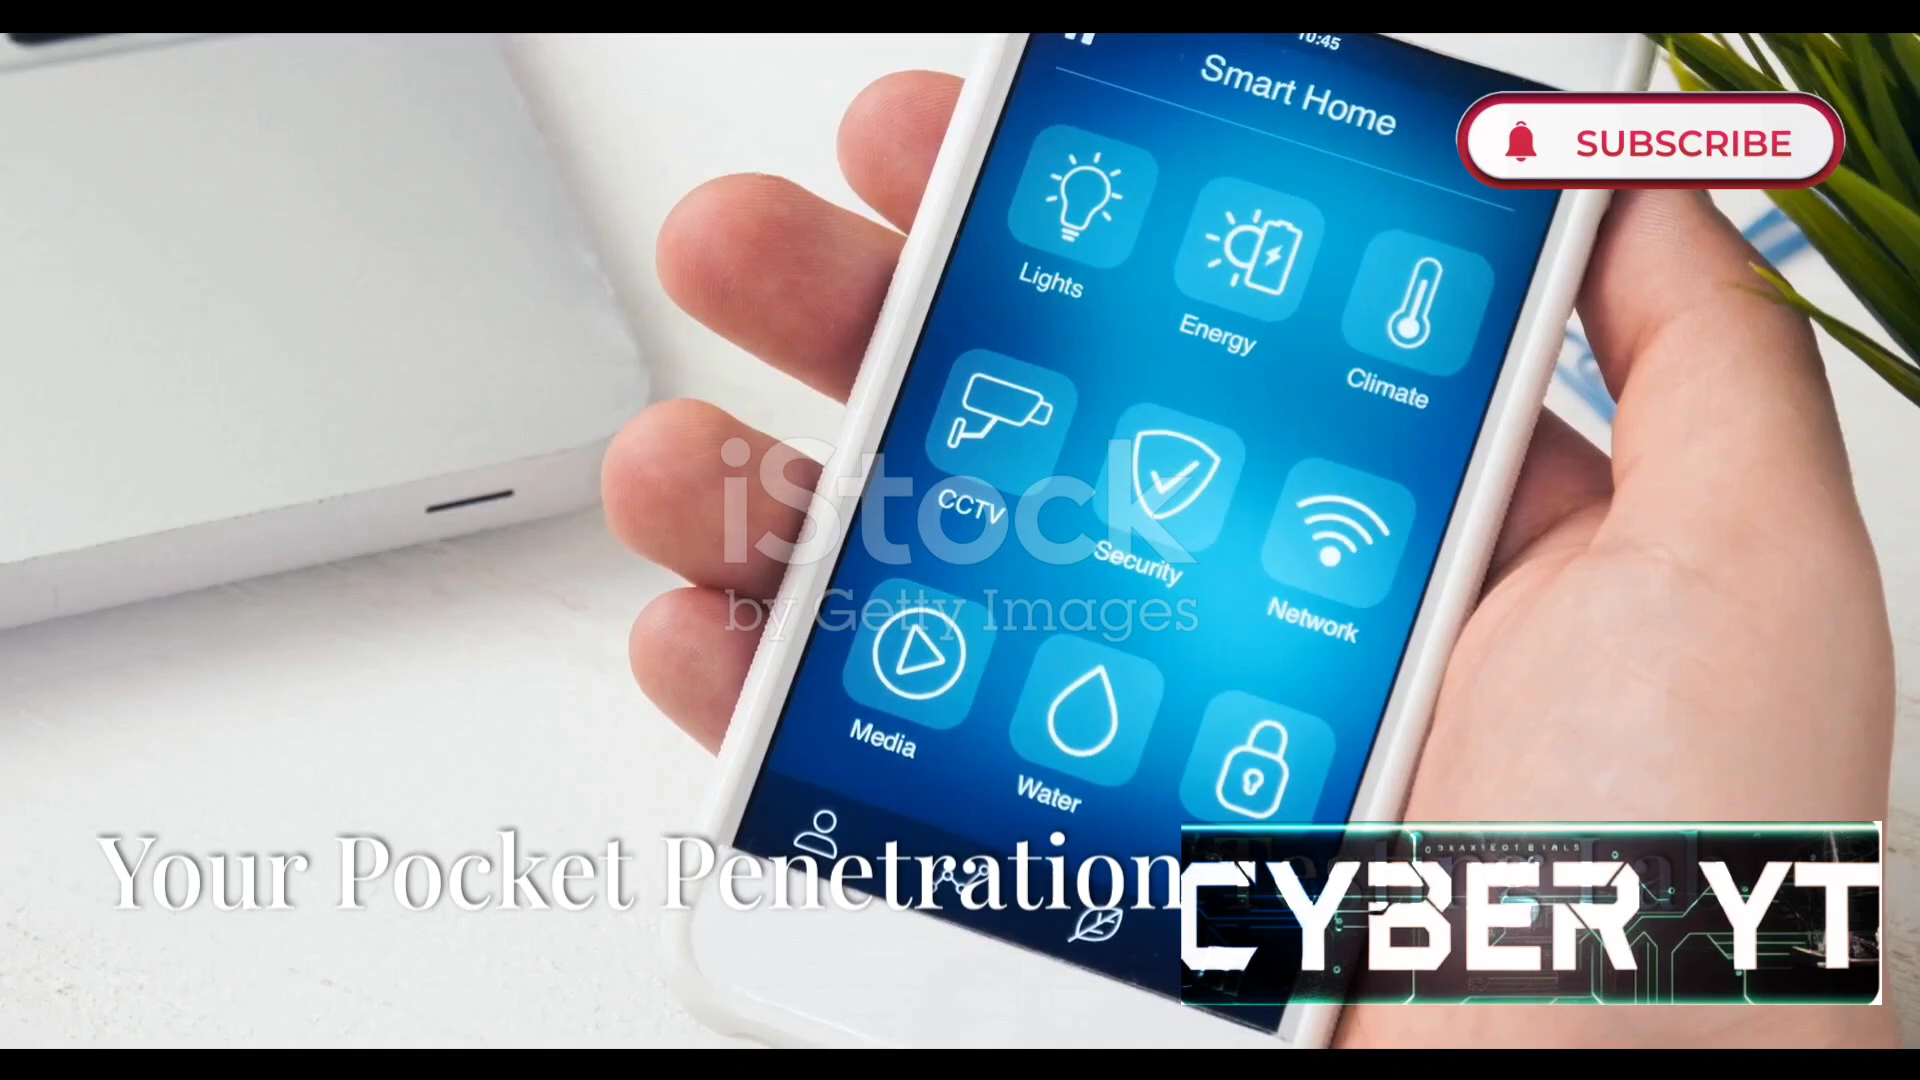 10:45
Smart Home
SUBSCRIBE
Lights
Energy
Climate
CCTV
Security
Network
iStock
by Getty Images
Media
Water
Your Pocket Penetration
CYBER YT